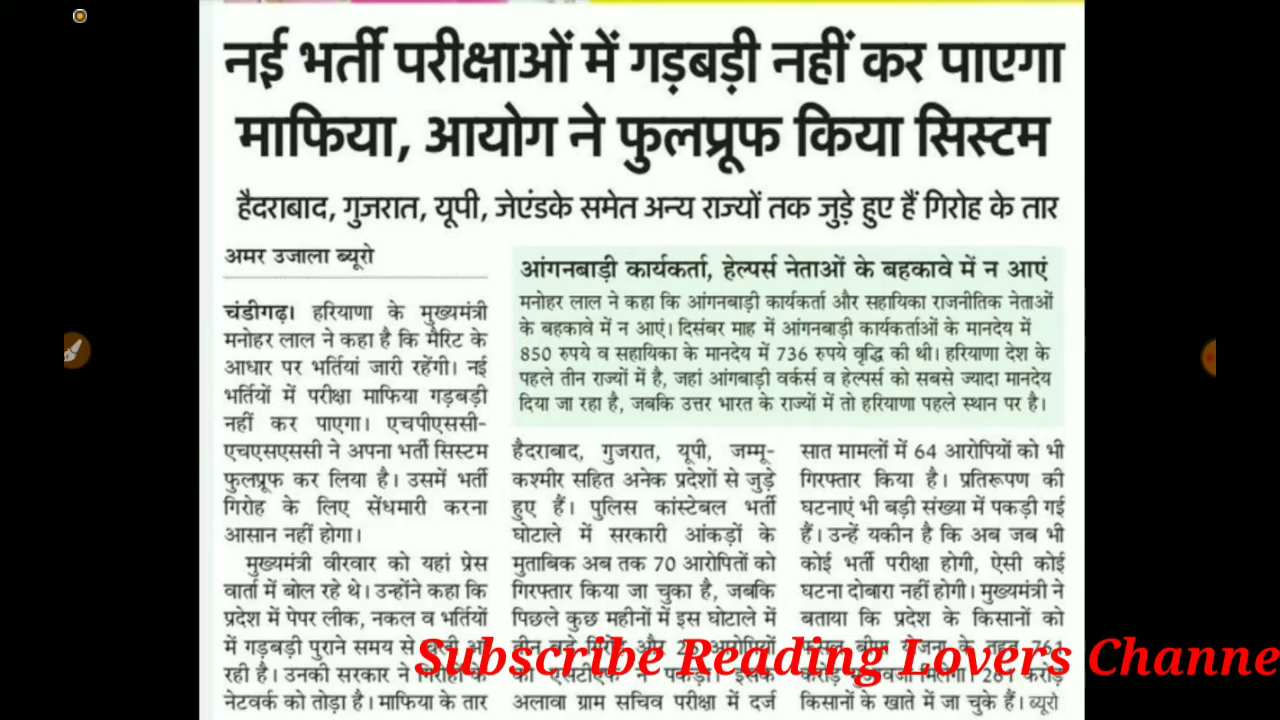 नई भर्ती परीक्षाओं में गड़बड़ी नहीं कर पाएगा
माफिया, आयोग ने फुलप्रूफ किया सिस्टम
हैदराबाद, गुजरात, यूपी, जेएंडके समेत अन्य राज्यों तक जुड़े हुए हैं गिरोह के तार
अमर उजाला ब्यूरो
चंडीगढ़। हरियाणा के मुख्यमंत्री
मनोहर लाल ने कहा है कि मैरिट के
आधार पर भर्तियां जारी रहेंगी। नई
भर्तियों में परीक्षा माफिया गड़बड़ी
नहीं कर पाएगा। एचपीएससी-
एचएसएससी ने अपना भर्ती सिस्टम
फुलप्रूफ कर लिया है। उसमें भर्ती
गिरोह के लिए सेंधमारी करना
आसान नहीं होगा।
मुख्यमंत्री वीरवार को यहां प्रेस
वार्ता में बोल रहे थे। उन्होंने कहा कि
प्रदेश में पेपर लीक, नकल व भर्तियों
में गड़बड़ी पुराने समय से
रही है। उनकी सरकार ने
नेटवर्क को तोड़ा है। माफिया के तार
आंगनबाड़ी कार्यकर्ता, हेल्पर्स नेताओं के बहकावे में न आएं
मनोहर लाल ने कहा कि आंगनबाड़ी कार्यकर्ता और सहायिका राजनीतिक नेताओं
के बहकावे में न आएं। दिसंबर माह में आंगनबाड़ी कार्यकर्ताओं के मानदेय में
850 रुपये व सहायिका के मानदेय में 736 रुपये वृद्धि की थी। हरियाणा देश के
पहले तीन राज्यों में है, जहां आंगबाड़ी वर्कर्स व हेल्पर्स को सबसे ज्यादा मानदेय
दिया जा रहा है, जबकि उत्तर भारत के राज्यों में तो हरियाणा पहले स्थान पर है।
हैदराबाद, गुजरात, यूपी, जम्मू-
कश्मीर सहित अनेक प्रदेशों से जुड़े
हुए हैं। पुलिस कांस्टेबल भर्ती
घोटाले में सरकारी आंकड़ों के
मुताबिक अब तक 70 आरोपितों को
गिरफ्तार किया जा चुका है, जबकि
पिछले कुछ महीनों में इस घोटाले में
अलावा ग्राम सचिव परीक्षा में दर्ज
सात मामलों में 64 आरोपियों को भी
गिरफ्तार किया है। प्रतिरूपण की
घटनाएं भी बड़ी संख्या में पकड़ी गई
हैं। उन्हें यकीन है कि अब जब भी
कोई भर्ती परीक्षा होगी, ऐसी कोई
घटना दोबारा नहीं होगी। मुख्यमंत्री ने
बताया कि प्रदेश के किसानों को
किसानों के खाते में जा चुके हैं। ब्यूरो
Subscribe Reading Lovers Channe